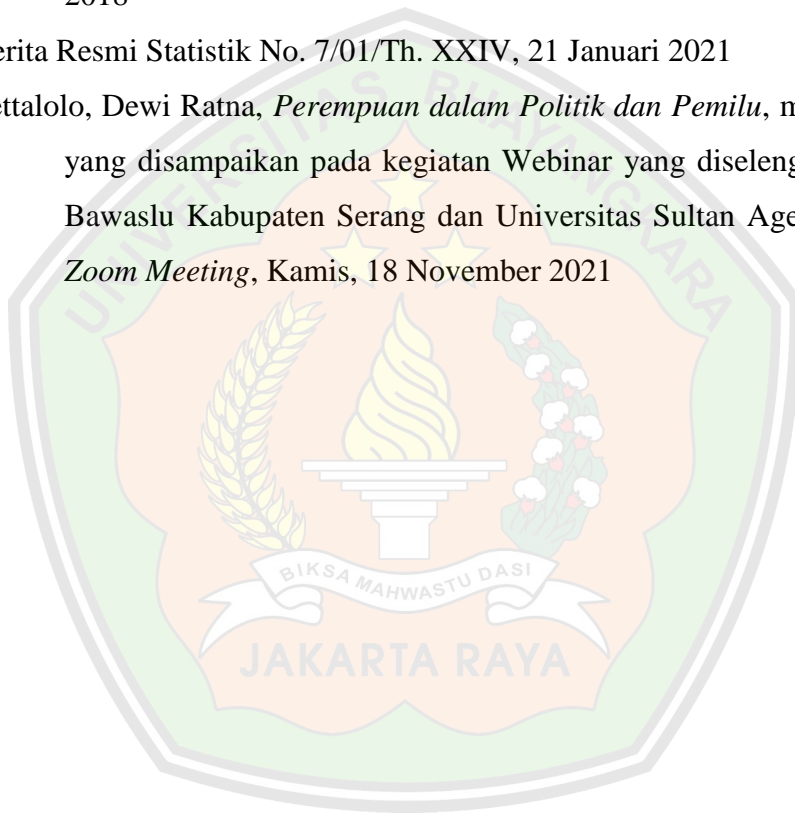 2018
erita Resmi Statistik No. 7/01/Th. XXIV, 21 Januari 2021
ettalolo, Dewi Ratna, Perempuan dalam Politik dan Pemilu, m
yang disampaikan pada kegiatan Webinar yang diseleng
Bawaslu Kabupaten Serang dan Universitas Sultan Age
Zoom Meeting, Kamis, 18 November 2021
UNIVERSITAS BHAYANGKARA
BIKSA MAHWASTU DASI
JAKARTA RAYA